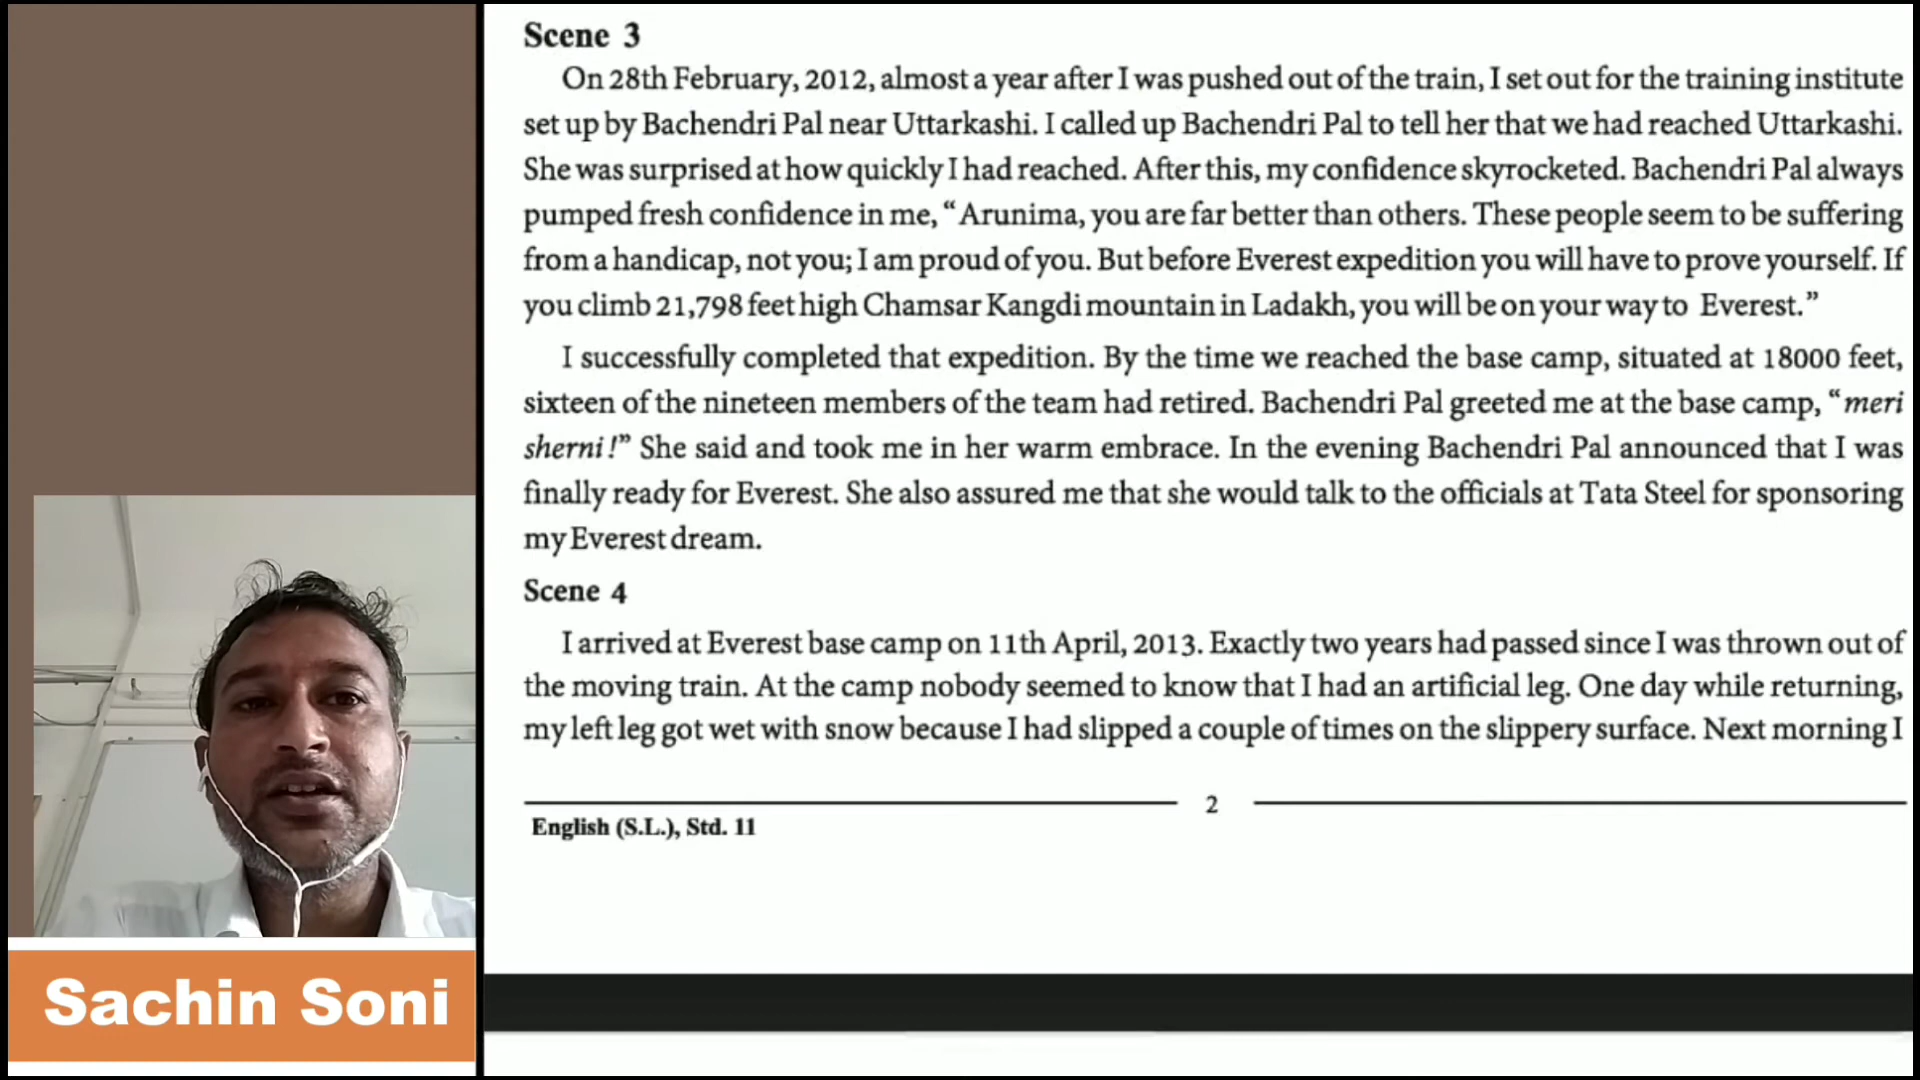 Scene 3
On 28th February, 2012, almost a year after I was pushed out of the train, I set out for the training institute
set up by Bachendri Pal near Uttarkashi. I called up Bachendri Pal to tell her that we had reached Uttarkashi.
She was surprised at how quickly I had reached. After this, my confidence skyrocketed. Bachendri Pal always
pumped fresh confidence in me, “Arunima, you are far better than others. These people seem to be suffering
from a handicap, not you; I am proud of you. But before Everest expedition you will have to prove yourself. If
you climb 21,798 feet high Chamsar Kangdi mountain in Ladakh, you will be on your way to Everest.”
I successfully completed that expedition. By the time we reached the base camp, situated at 18000 feet,
sixteen of the nineteen members of the team had retired. Bachendri Pal greeted me at the base camp, “meri
sherni!” She said and took me in her warm embrace. In the evening Bachendri Pal announced that I was
finally ready for Everest. She also assured me that she would talk to the officials at Tata Steel for sponsoring
my Everest dream.
Scene 4
I arrived at Everest base camp on 11th April, 2013. Exactly two years had passed since I was thrown out of
the moving train. At the camp nobody seemed to know that I had an artificial leg. One day while returning,
my left leg got wet with snow because I had slipped a couple of times on the slippery surface. Next morning I
2
English (S.L.), Std. 11
Sachin Soni